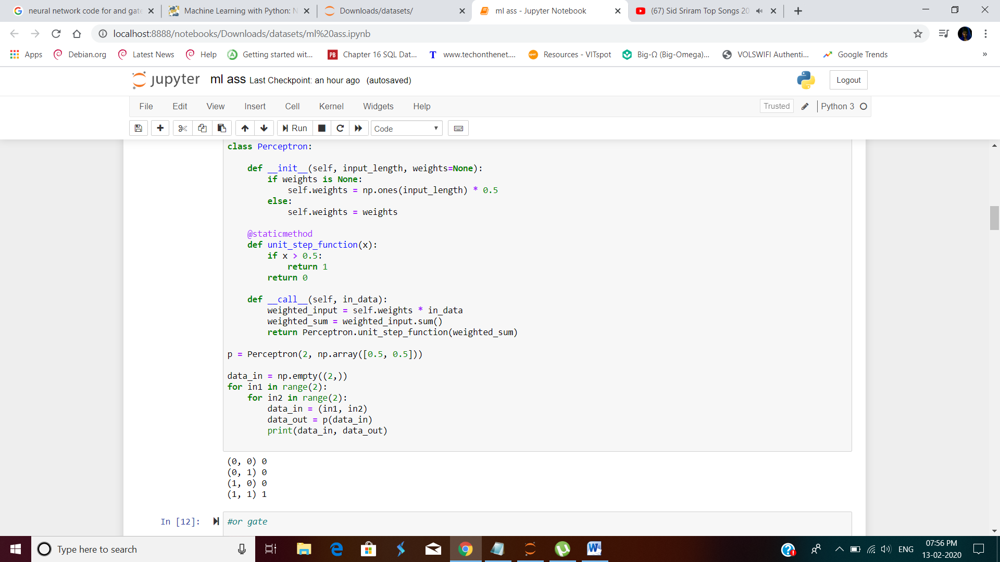 neural network code for and gat
Machine Learning with Python: N
Downloads/datasets/
ml ass - Jupyter Notebook
(67) Sid Sriram Top Songs 20
localhost:8888/notebooks/Downloads/datasets/ml%20ass.ipynb
Apps
Debian.org
Latest News
Help
Getting started wit...
PB
Chapter 16 SQL Dat...
T
www.techonthenet....
Resources - VITspot
Big-Ω (Big-Omega)...
VOLSWIFI Authenti...
Google Trends
»
jupyter
ml ass Last Checkpoint: an hour ago (autosaved)
Logout
File Edit View Insert Cell Kernel Widgets Help
Trusted
Python 3
Run
Code
class Perceptron:
def __init__(self, input_length, weights=None):
if weights is None:
self.weights = np.ones(input_length) * 0.5
else:
self.weights = weights
@staticmethod
def unit_step_function(x):
if x > 0.5:
return 1
return 0
def __call__(self, in_data):
weighted_input = self.weights * in_data
weighted_sum = weighted_input.sum()
return Perceptron.unit_step_function(weighted_sum)
p = Perceptron(2, np.array([0.5, 0.5]))
data_in = np.empty((2,))
for in1 in range(2):
for in2 in range(2):
data_in = (in1, in2)
data_out = p(data_in)
print(data_in, data_out)
(0, 0) 0
(0, 1) 0
(1, 0) 0
(1, 1) 1
In [12]:
#or gate
Type here to search
ENG
07:56 PM
13-02-2020